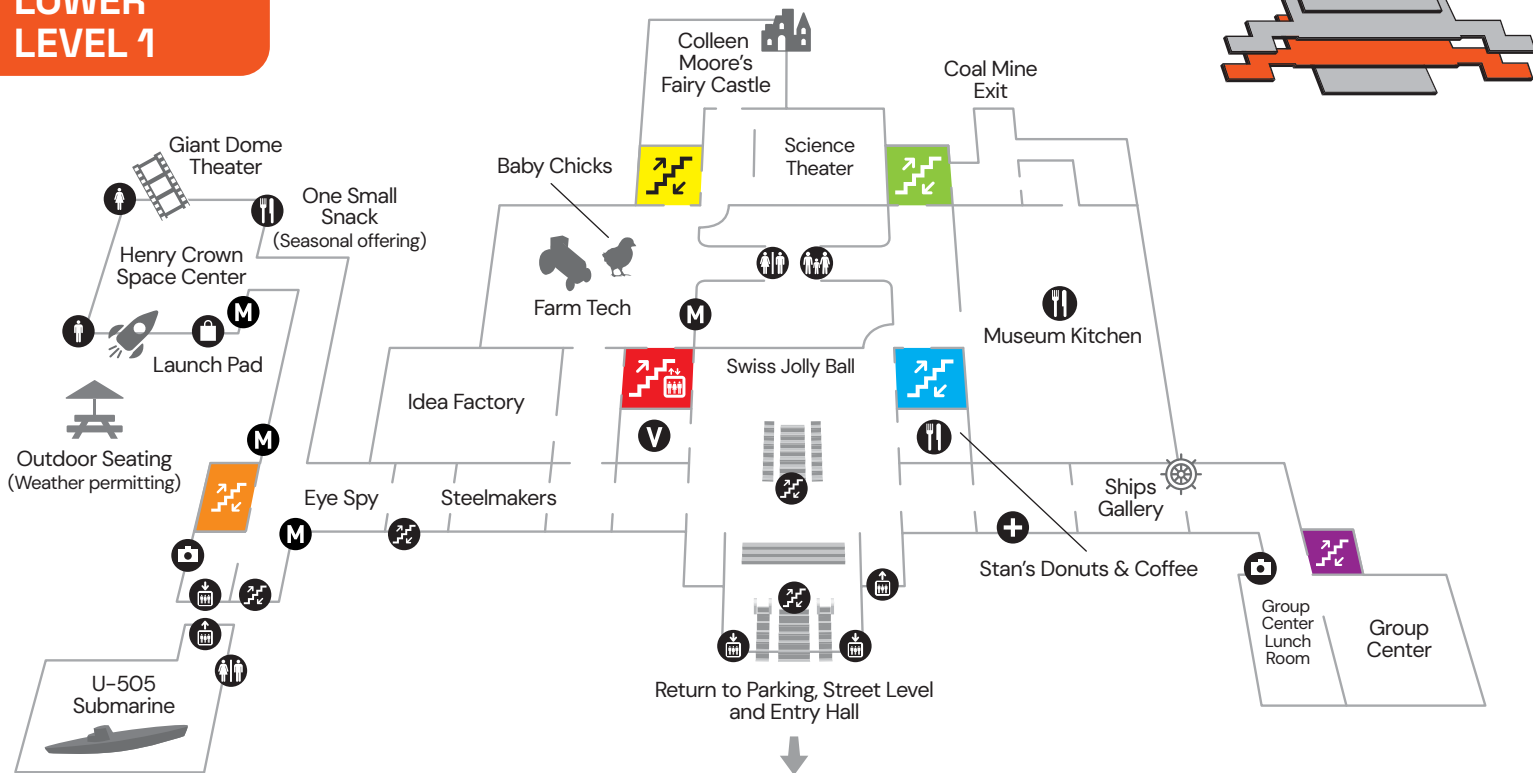 LOWER
LEVEL 1
Colleen
Moore's
Fairy Castle
Coal Mine
Exit
Giant Dome
Theater
Baby Chicks
Science
Theater
One Small
Snack
(Seasonal offering)
Henry Crown
Space Center
Farm Tech
M
M
Museum Kitchen
Launch Pad
Swiss Jolly Ball
Idea Factory
V
M
Outdoor Seating
(Weather permitting)
Eye Spy
Steelmakers
Ships
Gallery
M
Stan's Donuts & Coffee
Group
Center
Lunch
Room
Group
Center
U-505
Submarine
Return to Parking, Street Level
and Entry Hall